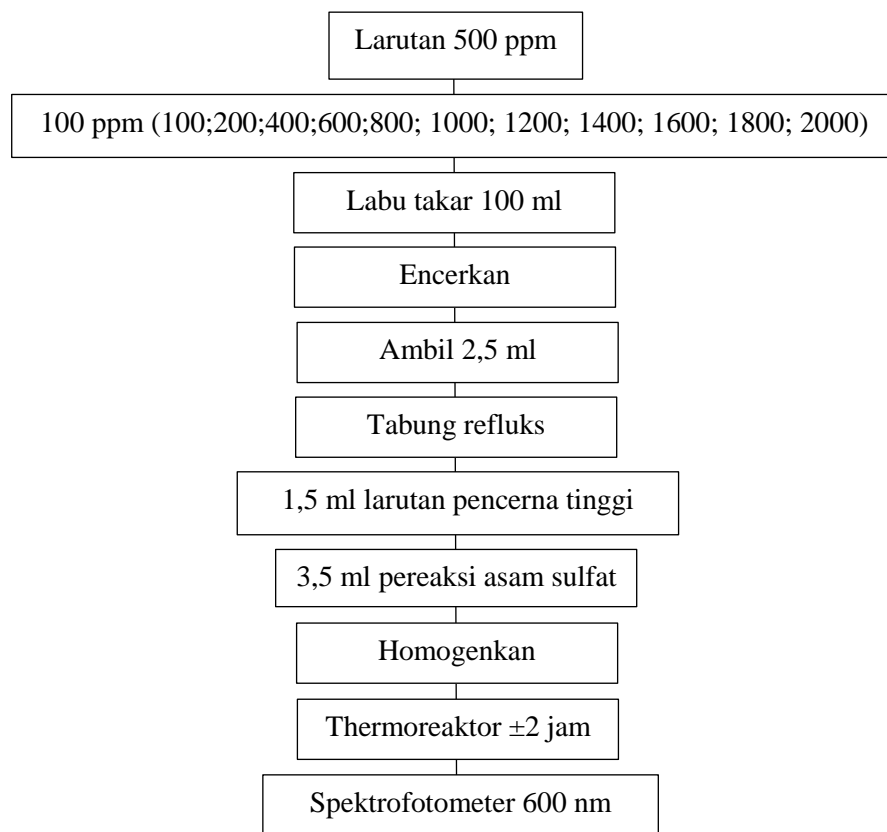 Larutan 500 ppm
100 ppm (100;200;400;600;800; 1000; 1200; 1400; 1600; 1800; 2000)
Labu takar 100 ml
Encerkan
Ambil 2,5 ml
Tabung refluks
1,5 ml larutan pencerna tinggi
3,5 ml pereaksi asam sulfat
Homogenkan
Thermoreaktor ±2 jam
Spektrofotometer 600 nm